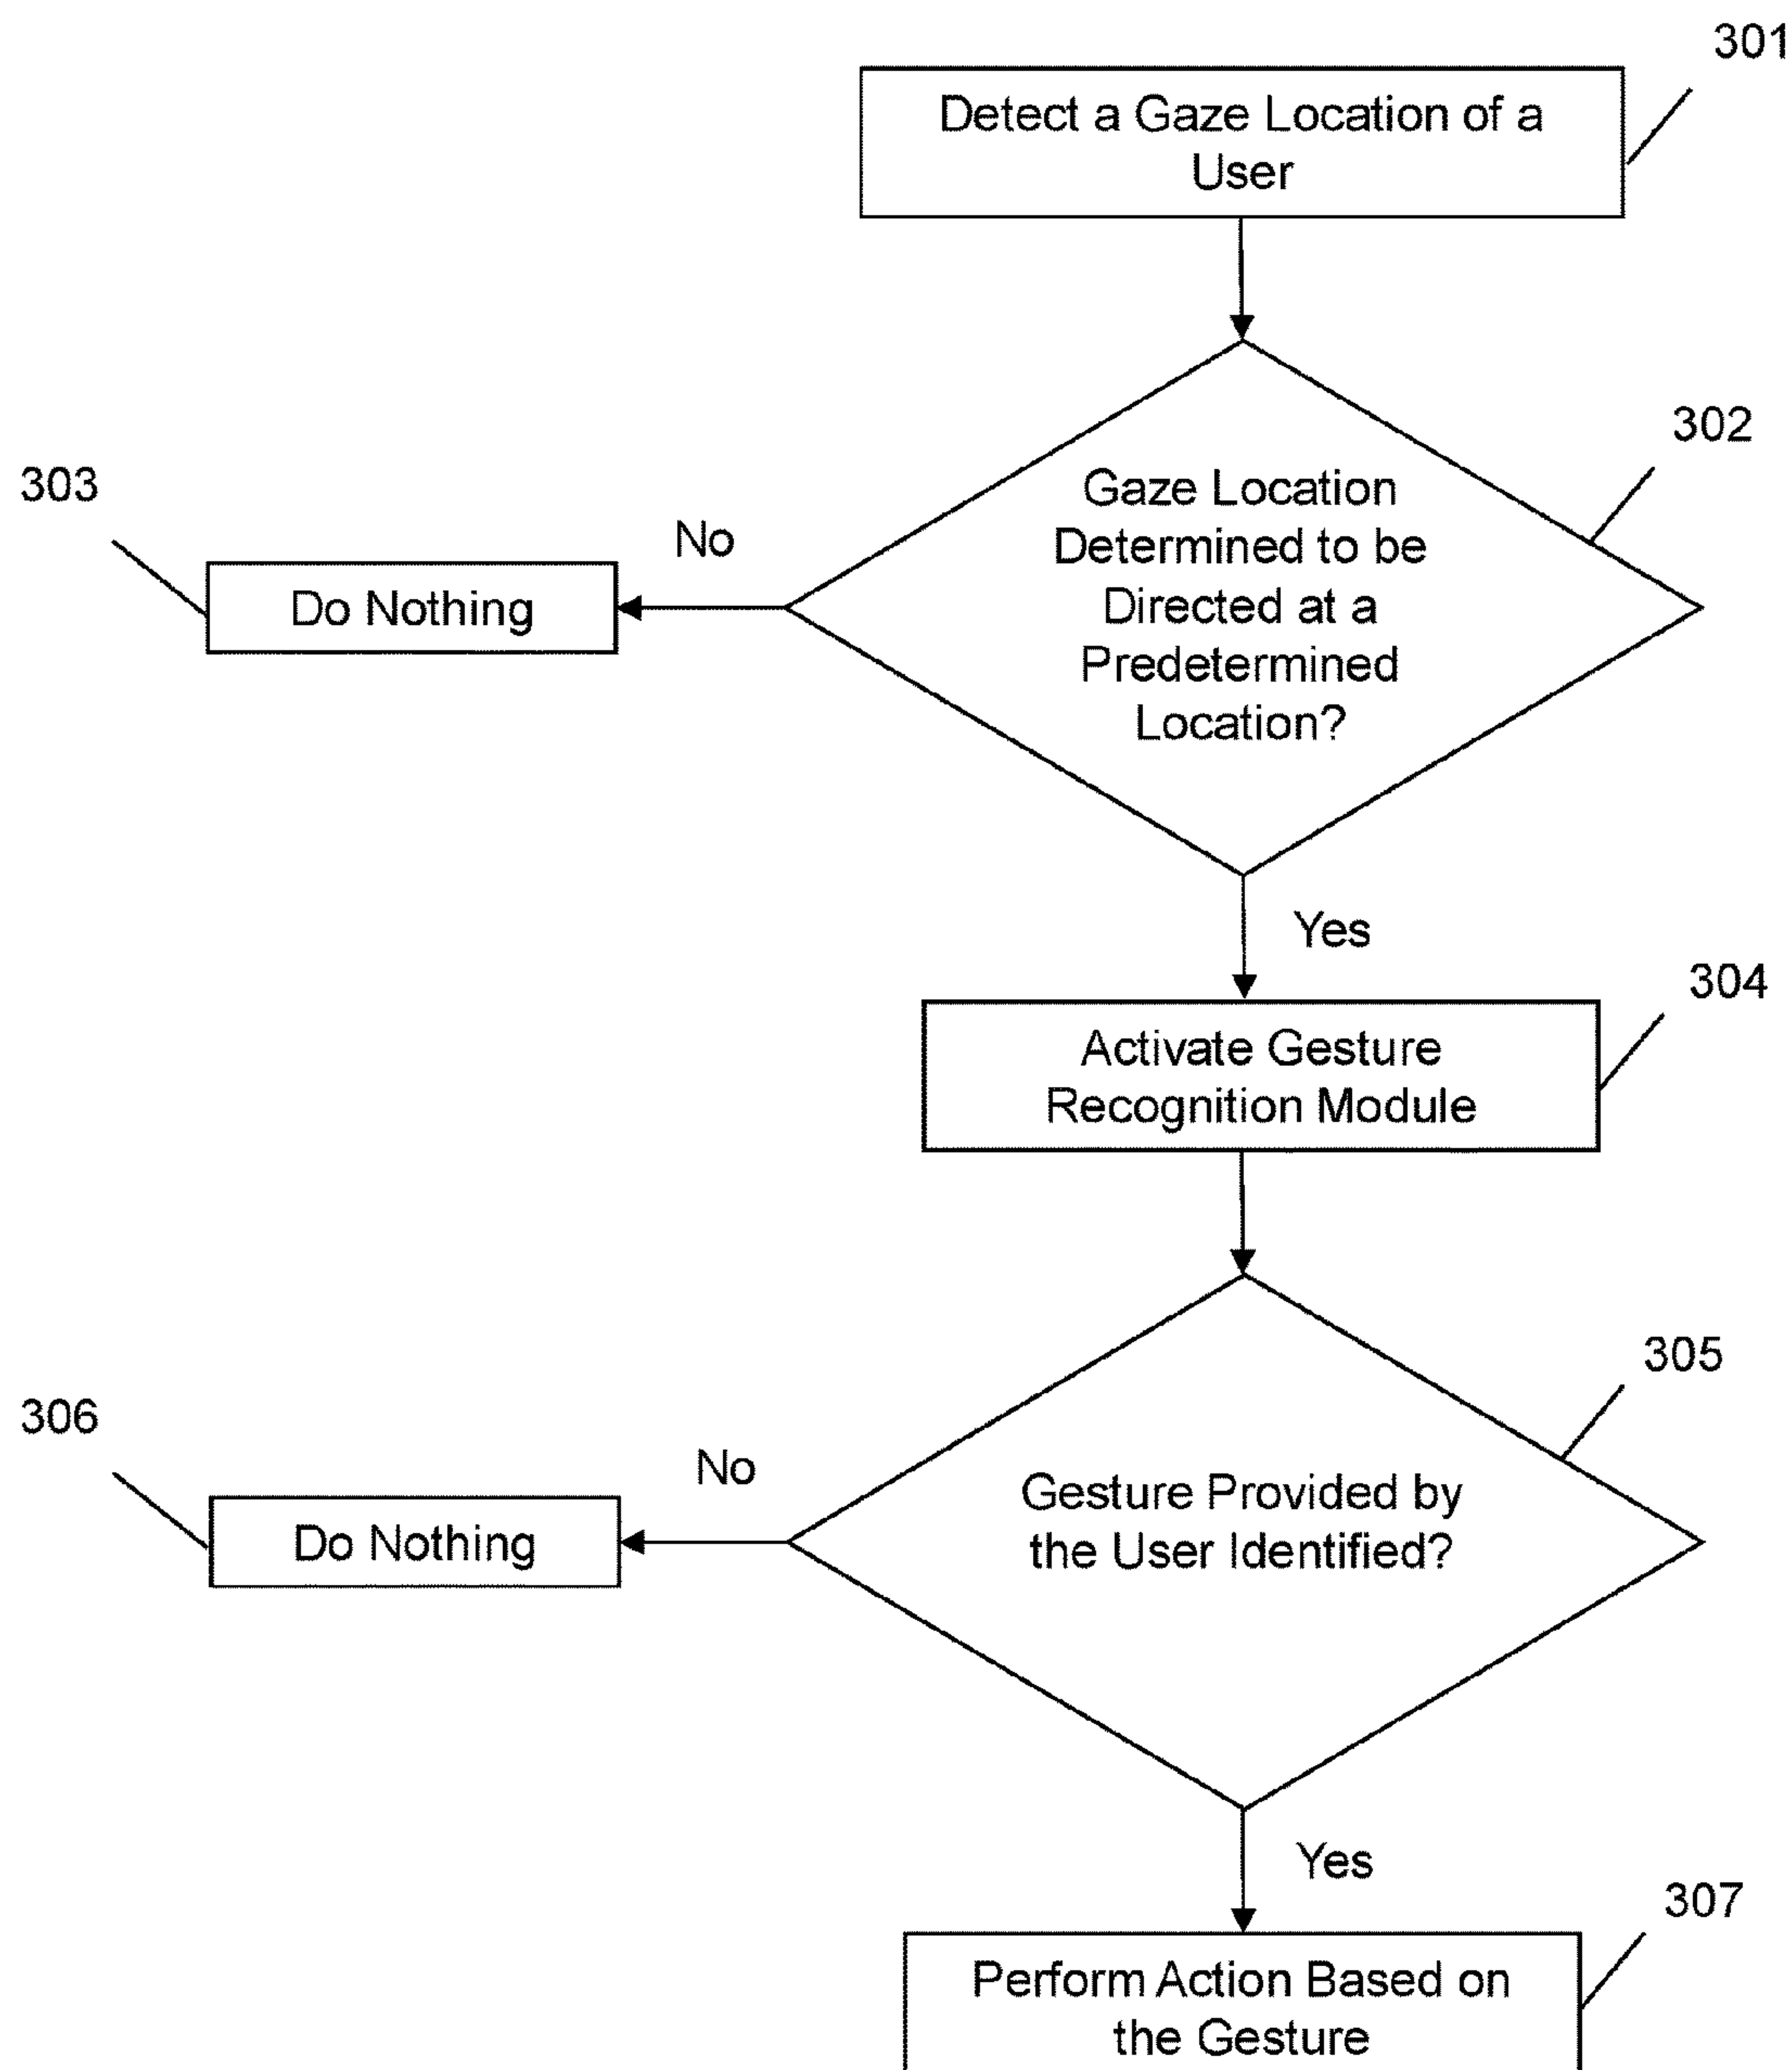 301
Detect a Gaze Location of a
User
302
Gaze Location
Determined to be
Directed at a
Predetermined
Location?
303
No
Do Nothing
Yes
304
Activate Gesture
Recognition Module
305
Gesture Provided by
the User Identified?
306
No
Do Nothing
Yes
307
Perform Action Based on
the Gesture